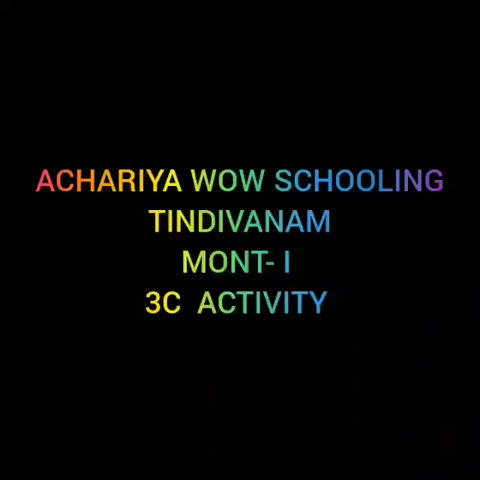 ACHARIYA WOW SCHOOLING
TINDIVANAM
MONT- I
3C ACTIVITY